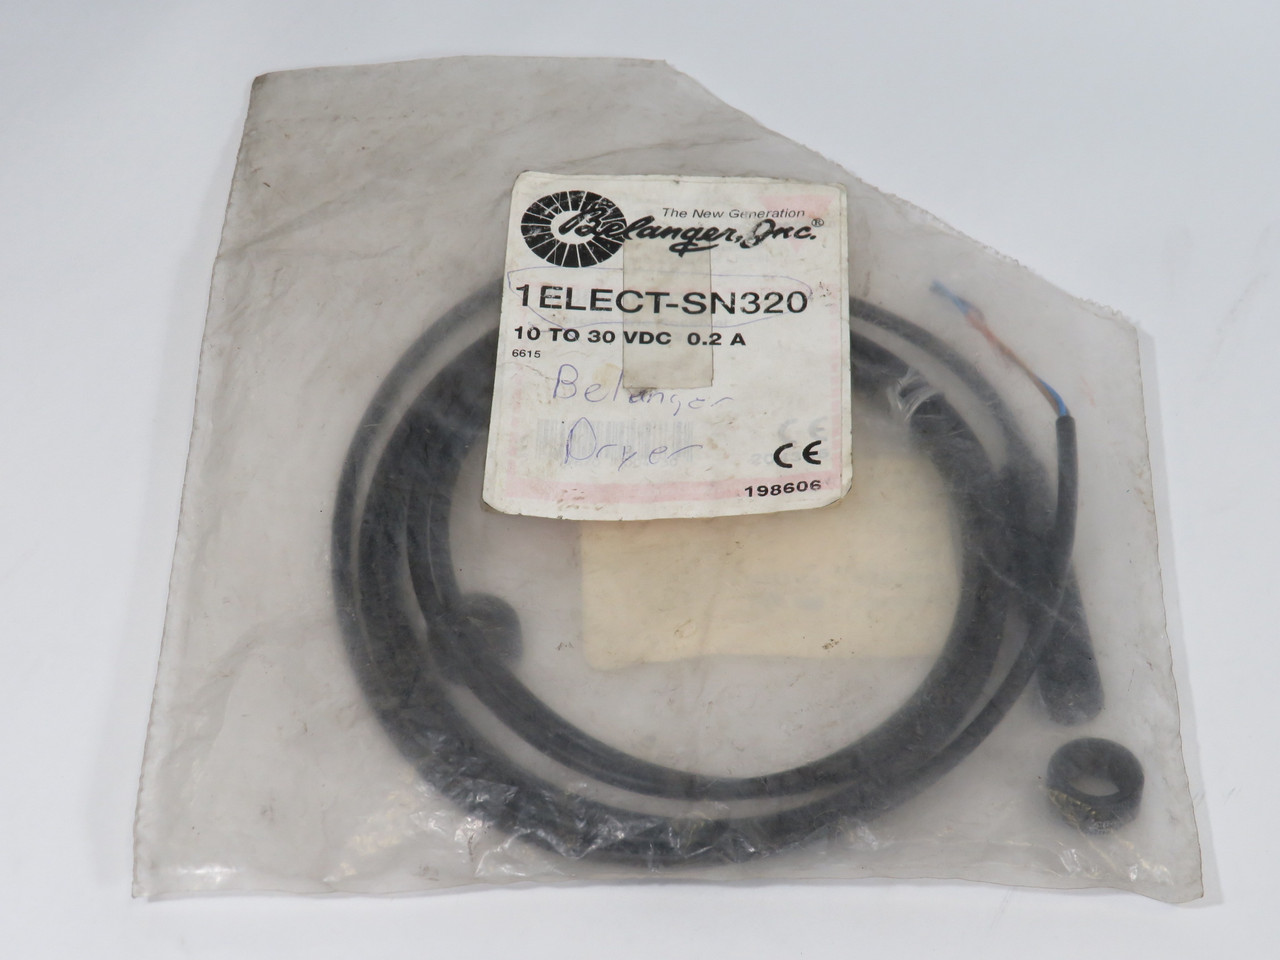 The New Generation
Belanger, Inc.®
1ELECT-SN320
10 TO 30 VDC 0.2 A
6615
Belanger
Dryer
CE
198606